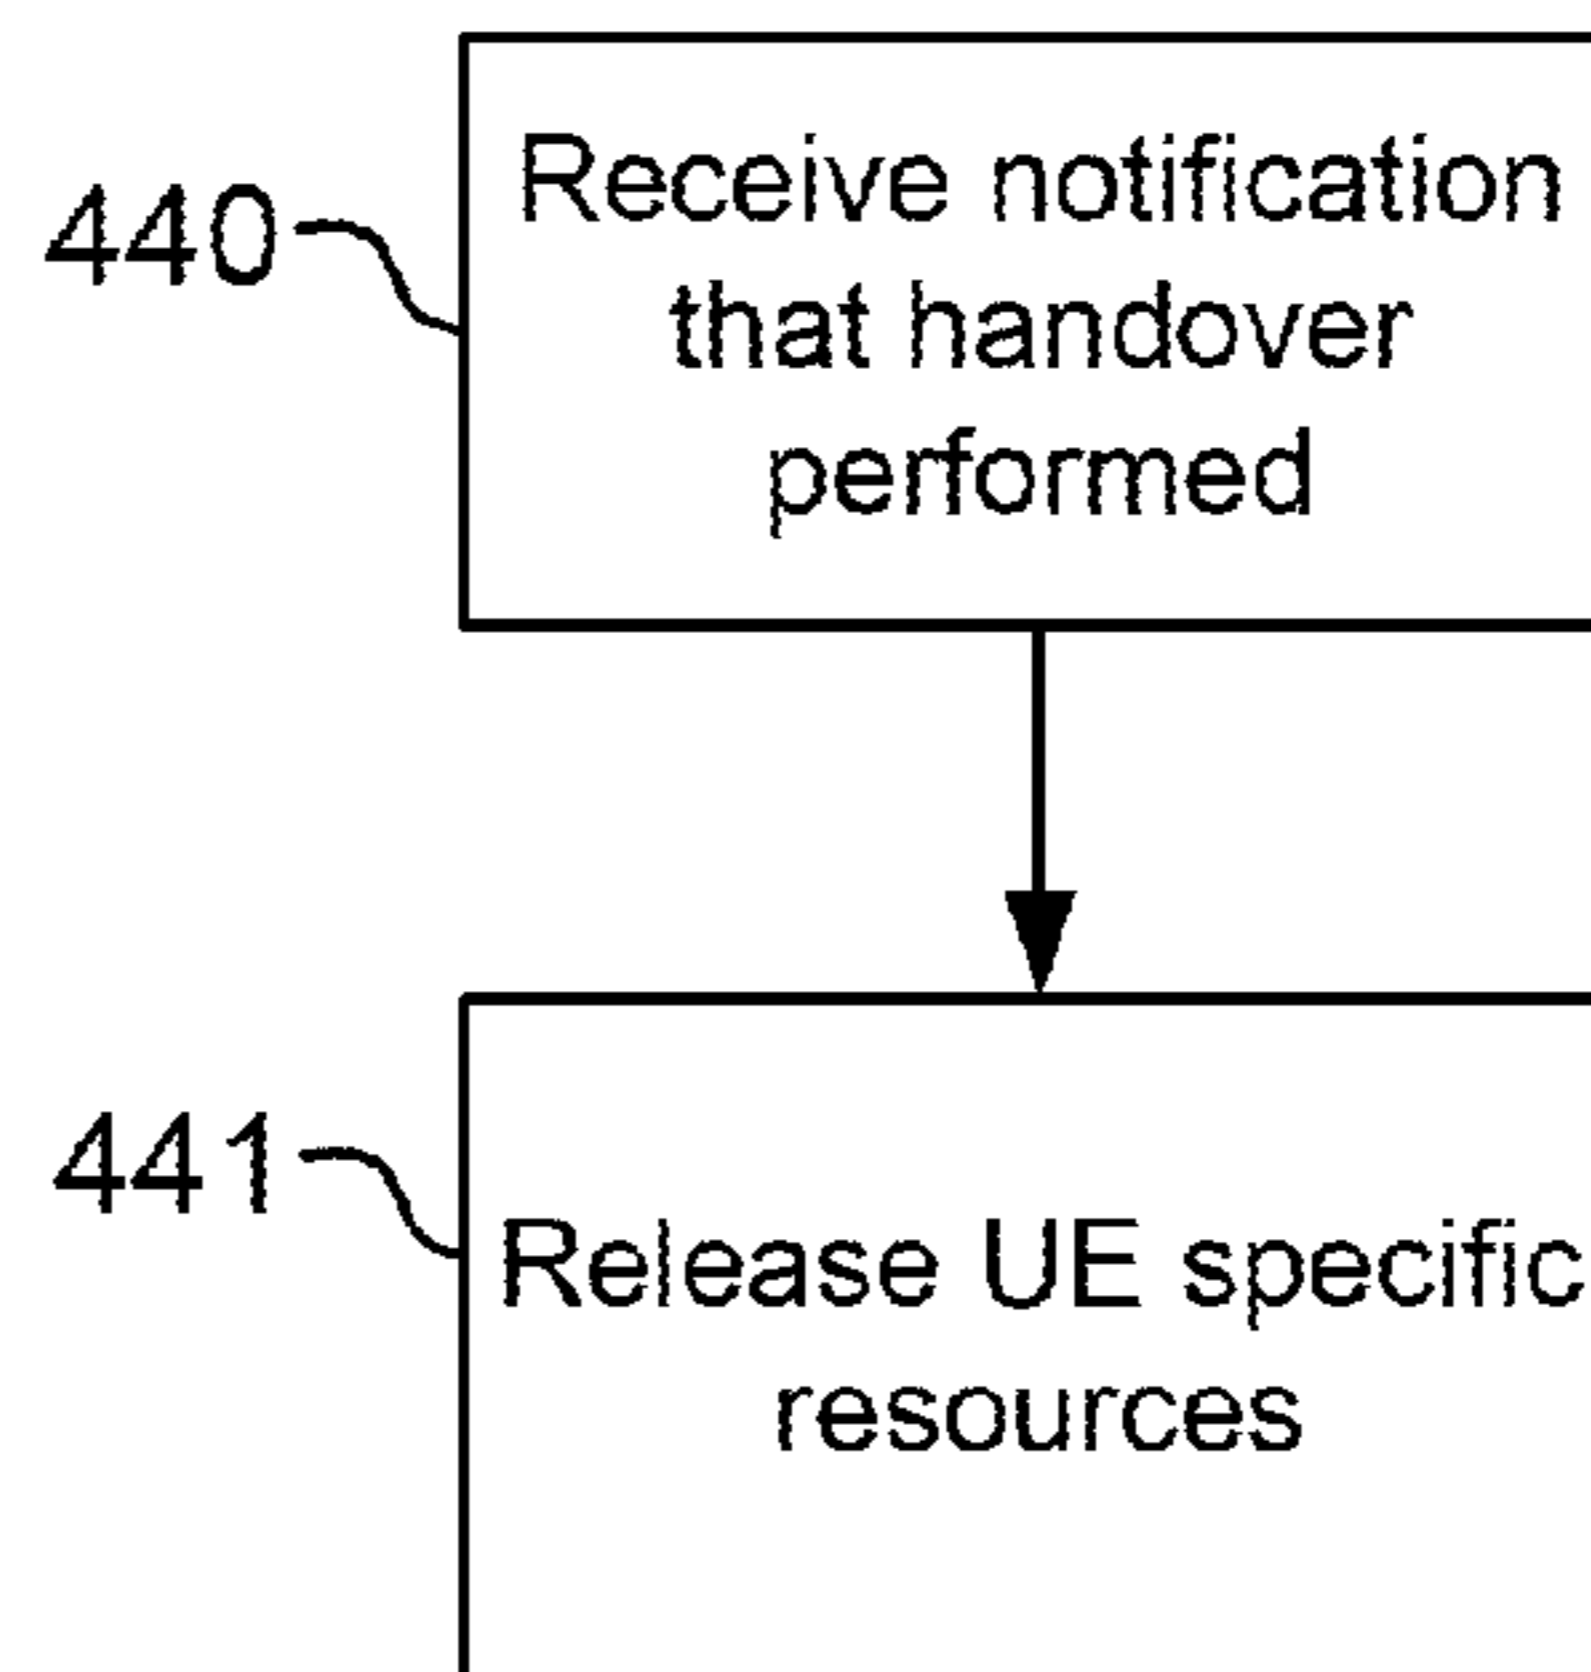 440
Receive notification
that handover
performed
441
Release UE specific
resources